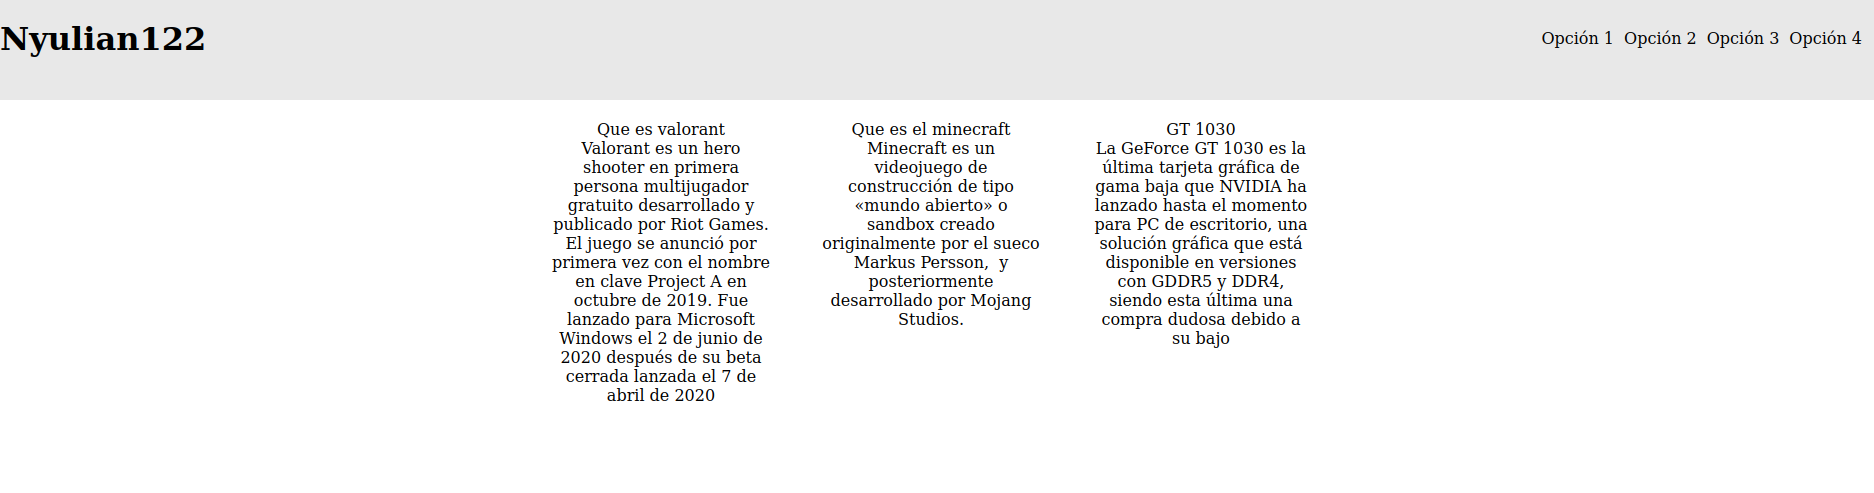 Nyulian122
Opción 1 Opción 2 Opción 3 Opción 4
Que es valorant
Valorant es un hero
shooter en primera
persona multijugador
gratuito desarrollado y
publicado por Riot Games.
El juego se anunció por
primera vez con el nombre
en clave Project A en
octubre de 2019. Fue
lanzado para Microsoft
Windows el 2 de junio de
2020 después de su beta
cerrada lanzada el 7 de
abril de 2020
Que es el minecraft
Minecraft es un
videojuego de
construcción de tipo
«mundo abierto» o
sandbox creado
originalmente por el sueco
Markus Persson,  y
posteriormente
desarrollado por Mojang
Studios.
GT 1030
La GeForce GT 1030 es la
última tarjeta gráfica de
gama baja que NVIDIA ha
lanzado hasta el momento
para PC de escritorio, una
solución gráfica que está
disponible en versiones
con GDDR5 y DDR4,
siendo esta última una
compra dudosa debido a
su bajo